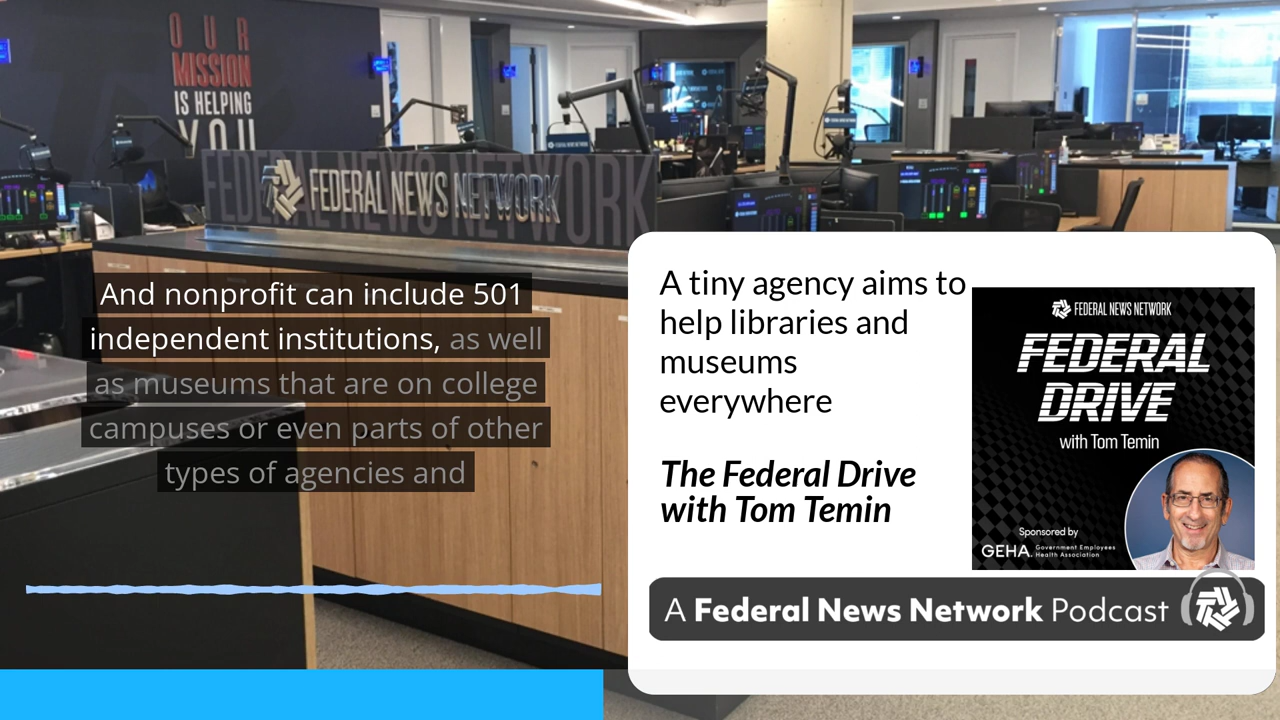 OUR
MISSION
IS HELPING
YOU
FEDERAL NEWS NETWORK
And nonprofit can include 501
independent institutions, as well
as museums that are on college
campuses or even parts of other
types of agencies and
A tiny agency aims to
help libraries and
museums
everywhere
The Federal Drive
with Tom Temin
FEDERAL NEWS NETWORK
FEDERAL
DRIVE
with Tom Temin
Sponsored by
GEHA. Government Employees
Health Association
A Federal News Network Podcast